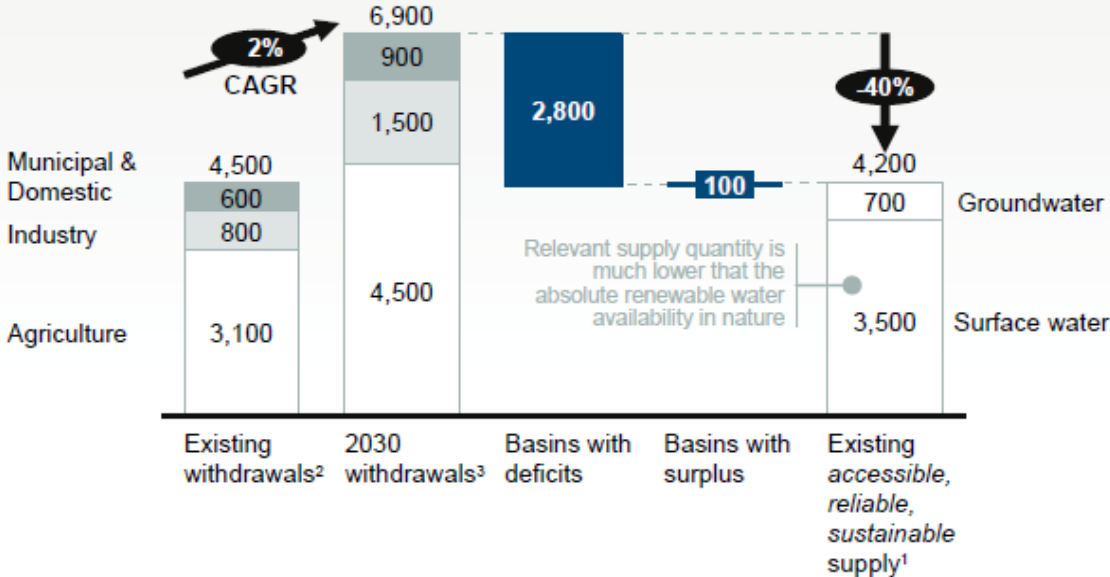 6,900
2%
CAGR
900
1,500
4,500
2,800
-40%
Municipal &
Domestic
Industry
Agriculture
4,500
600
800
3,100
100
4,200
700
3,500
Groundwater
Surface water
Relevant supply quantity is
much lower that the
absolute renewable water
availability in nature
Existing
withdrawals²
2030
withdrawals³
Basins with
deficits
Basins with
surplus
Existing
accessible,
reliable,
sustainable
supply¹